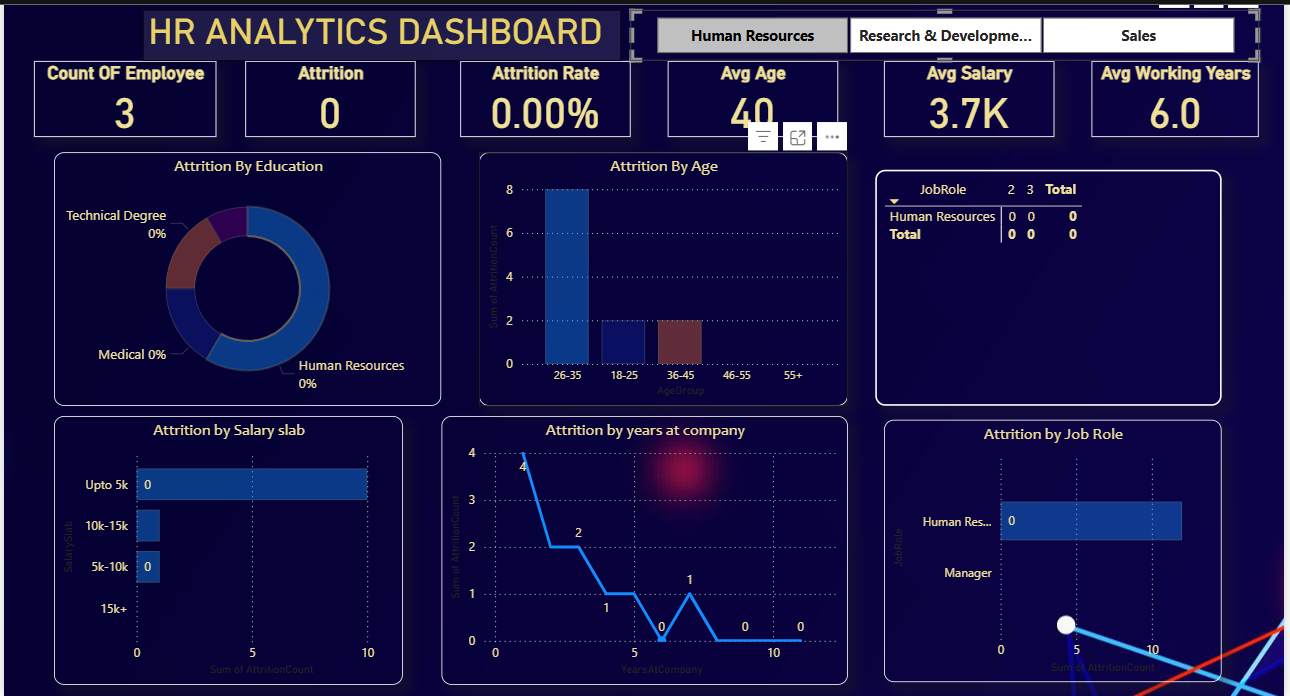 HR ANALYTICS DASHBOARD
Human Resources
Research & Developme...
Sales
Count OF Employee
3
Attrition
0
Attrition Rate
0.00%
Avg Age
40
Avg Salary
3.7K
Avg Working Years
6.0
Attrition By Education
Technical Degree
0%
Medical 0%
Human Resources
0%
Attrition By Age
Sum of AttritionCount
8
6
4
2
0
26-35 18-25 36-45 46-55 55+
AgeGroup
JobRole 2 3 Total
Human Resources 0 0 0
Total 0 0 0
Attrition by Salary slab
SalarySlab
Upto 5k 0
10k-15k
5k-10k 0
15k+
0 5 10
Sum of AttritionCount
Attrition by years at company
Sum of AttritionCount
4
3
2
1
0
4
2
1
0
1
0
0
0 5 10
YearsAtCompany
Attrition by Job Role
JobRole
Human Res... 0
Manager
0 5 10
Sum of AttritionCount